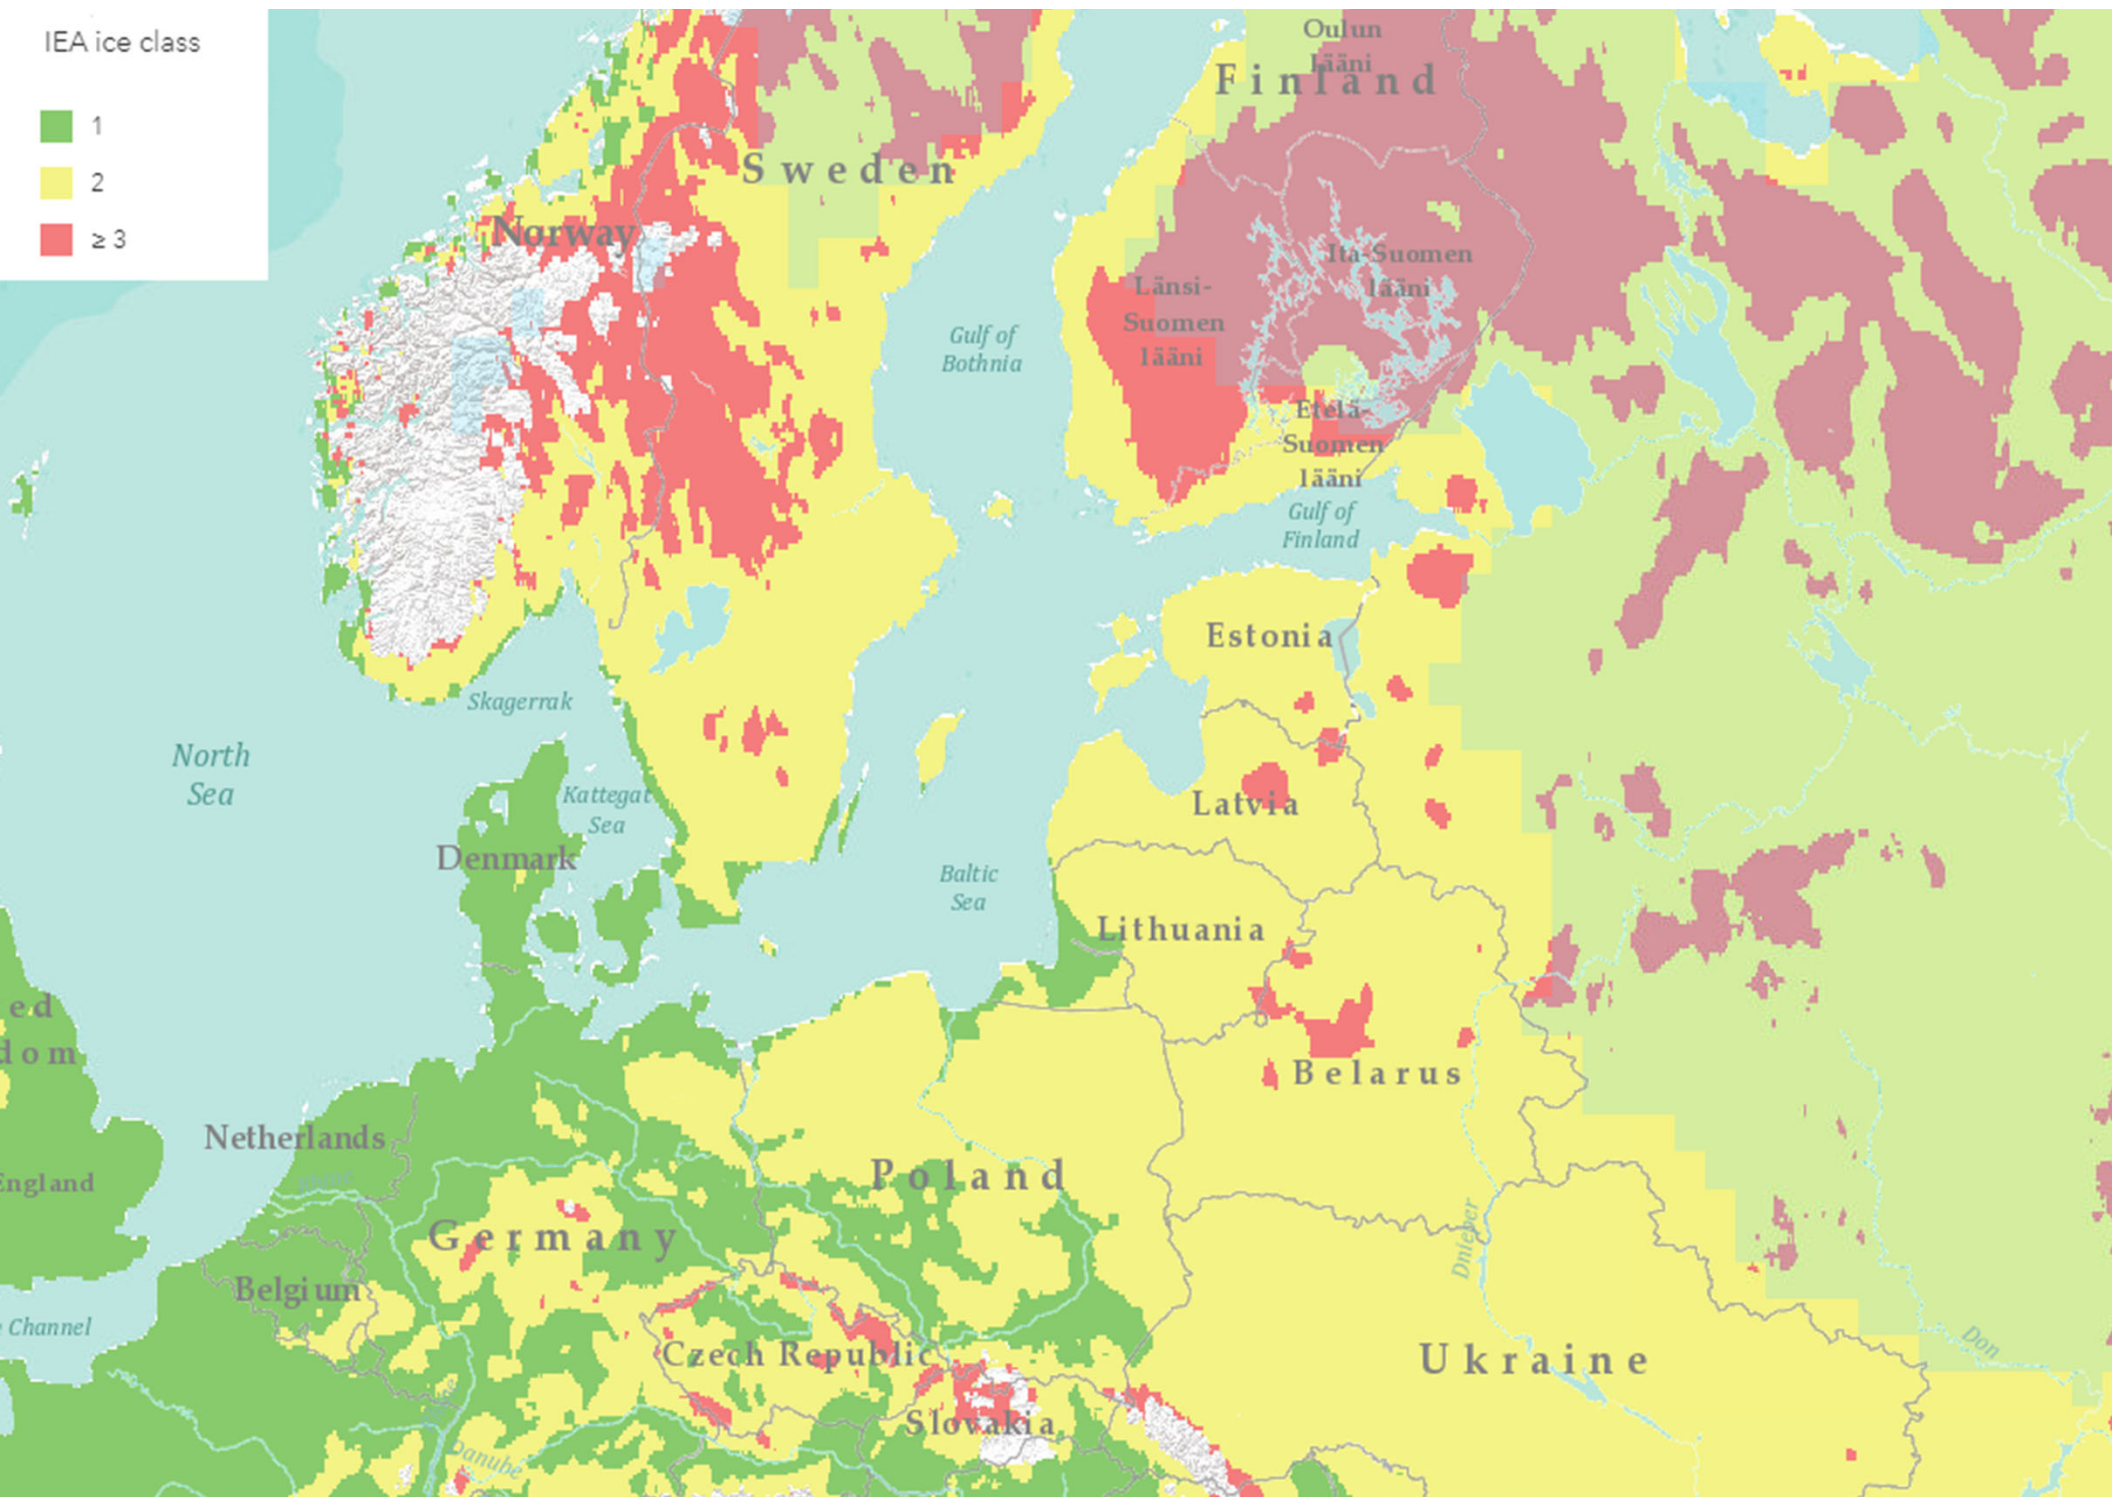 IEA ice class
1
2
≥ 3
Oulun
lääni
Finland
Sweden
Norway
Ita-Suomen
lääni
Länsi-
Suomen
lääni
Gulf of
Bothnia
Etelä-
Suomen
lääni
Gulf of
Finland
Estonia
Skagerrak
North
Sea
Kattegat
Sea
Latvia
Denmark
Baltic
Sea
Lithuania
ed
dom
Belarus
Netherlands
England
Poland
Germany
Dnieper
Belgium
Channel
Czech Republic
Ukraine
Don
Slovakia
Danube